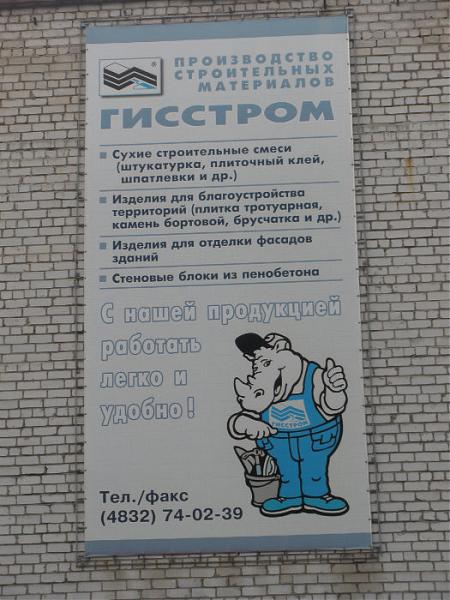 ПРОИЗВОДСТВО
СТРОИТЕЛЬНЫХ
МАТЕРИАЛОВ
®
ГИССТРОМ
Сухие строительные смеси
(штукатурка, плиточный клей,
шпатлевки и др.)
Изделия для благоустройства
территорий (плитка тротуарная,
камень бортовой, брусчатка и др.)
Изделия для отделки фасадов
зданий
Стеновые блоки из пенобетона
С нашей продукцией
работать
легко и
удобно!
ГИССТРОМ
Тел./факс
(4832) 74-02-39